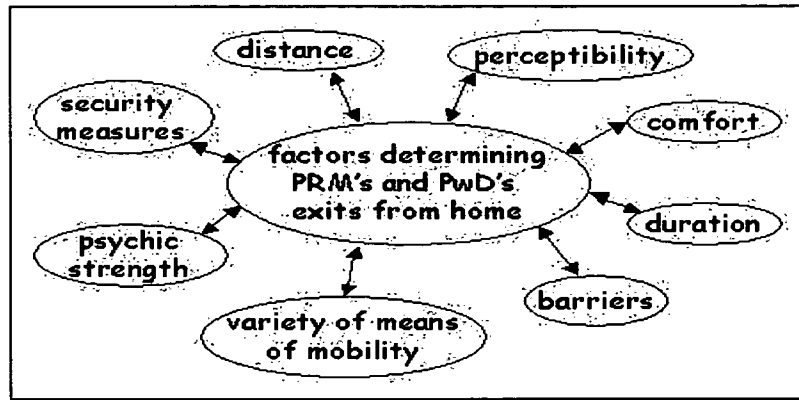 distance
perceptibility
security
measures
comfort
factors determining
PRM's and PwD's
exits from home
duration
psychic
strength
barriers
variety of means
of mobility